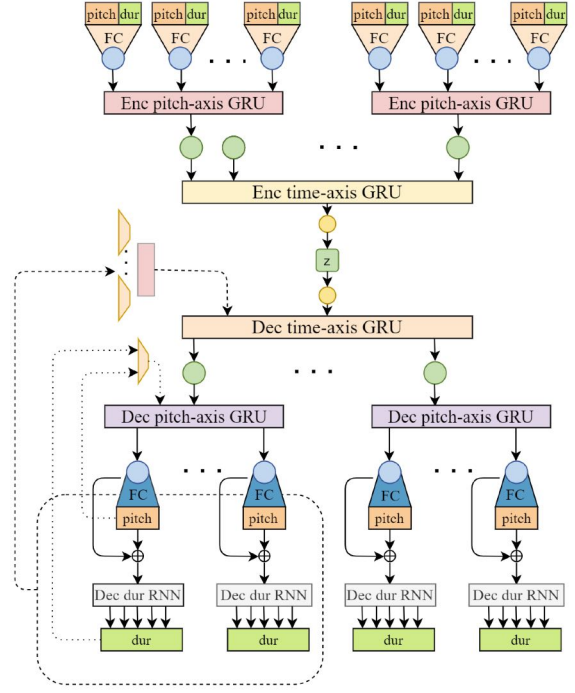 pitch dur pitch dur pitch dur pitch dur pitch dur pitch dur
FC FC FC FC FC FC
. . . . . .
Enc pitch-axis GRU Enc pitch-axis GRU
. . .
Enc time-axis GRU
z
Dec time-axis GRU
. . .
Dec pitch-axis GRU Dec pitch-axis GRU
. . . . . .
FC FC FC FC
pitch pitch pitch pitch
Dec dur RNN Dec dur RNN Dec dur RNN Dec dur RNN
dur dur dur dur